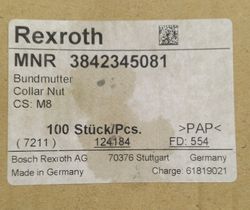 Rexroth
MNR 3842345081
Bundmutter
Collar Nut
CS: M8
100 Stück/Pcs. >PAP<
( 7211 ) 124184 FD: 554
Bosch Rexroth AG 70376 Stuttgart Germany
Made in Germany Charge: 61819021